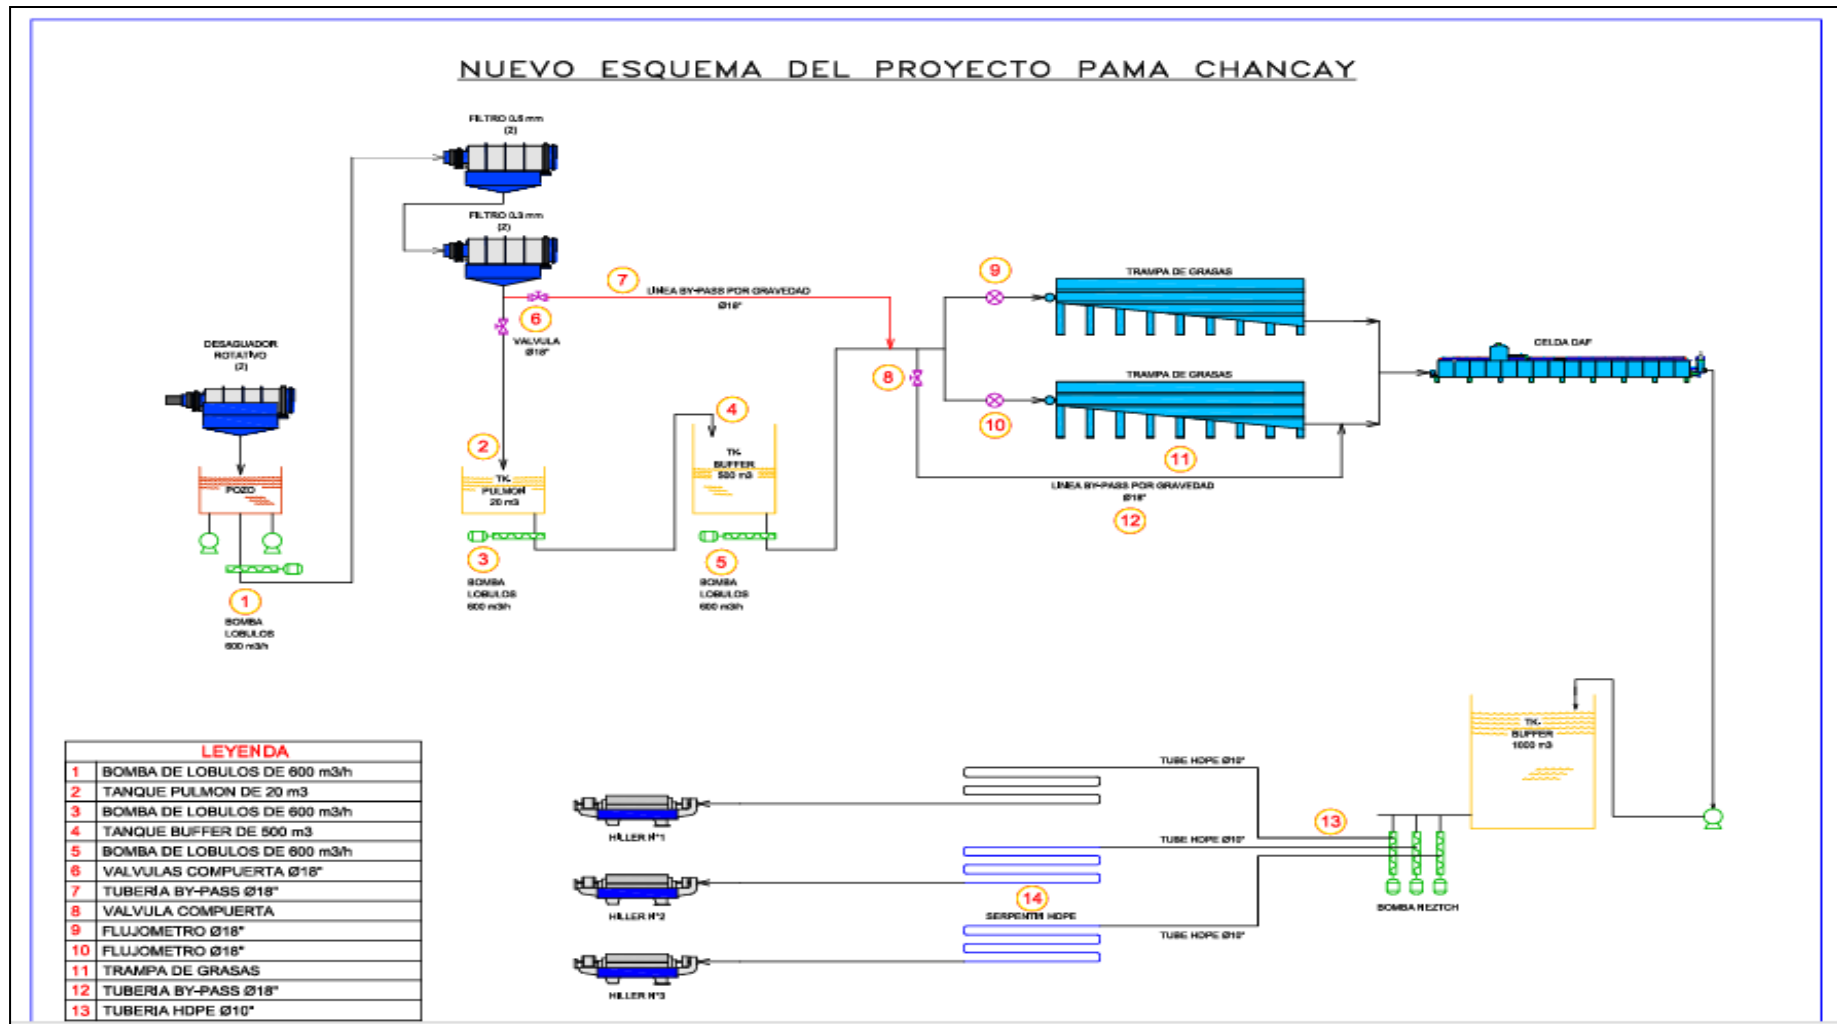 NUEVO ESQUEMA DEL PROYECTO PAMA CHANCAY
FILTRO 0.5 mm
(2)
FILTRO 0.3 mm
(2)
7
LINEA BY-PASS POR GRAVEDAD
Ø18"
6
VALVULA
Ø18"
DESAGUADOR
ROTATIVO
(2)
POZO
1
BOMBA
LOBULOS
600 m3/h
2
TK.
PULMON
20 m3
3
BOMBA
LOBULOS
600 m3/h
4
TK.
BUFFER
500 m3
5
BOMBA
LOBULOS
600 m3/h
8
9
TRAMPA DE GRASAS
10
TRAMPA DE GRASAS
11
LINEA BY-PASS POR GRAVEDAD
Ø18"
12
CELDA DAF
TK.
BUFFER
1000 m3
BOMBA NEZTCH
13
TUBE HDPE Ø10"
TUBE HDPE Ø10"
TUBE HDPE Ø10"
14
SERPENTIN HDPE
HILLER N°1
HILLER N°2
HILLER N°3
LEYENDA
1 BOMBA DE LOBULOS DE 600 m3/h
2 TANQUE PULMON DE 20 m3
3 BOMBA DE LOBULOS DE 600 m3/h
4 TANQUE BUFFER DE 500 m3
5 BOMBA DE LOBULOS DE 600 m3/h
6 VALVULAS COMPUERTA Ø18"
7 TUBERIA BY-PASS Ø18"
8 VALVULA COMPUERTA
9 FLUJOMETRO Ø18"
10 FLUJOMETRO Ø18"
11 TRAMPA DE GRASAS
12 TUBERIA BY-PASS Ø18"
13 TUBERIA HDPE Ø10"